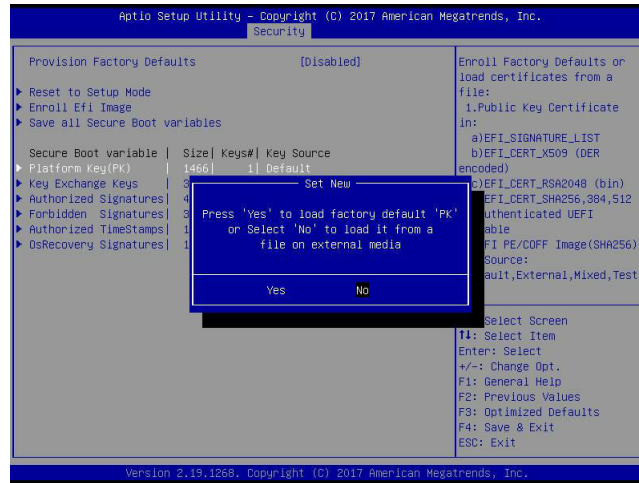 Aptio Setup Utility – Copyright (C) 2017 American Megatrends, Inc.
Security
Provision Factory Defaults [Disabled]
Reset to Setup Mode
Enroll Efi Image
Save all Secure Boot variables
Secure Boot variable | Size| Keys#| Key Source
Platform Key(PK) | 1466| 1| Default
Key Exchange Keys | 3
Authorized Signatures| 4
Forbidden Signatures| 3
Authorized TimeStamps| 1
OsRecovery Signatures| 1
Set New
Press 'Yes' to load factory default 'PK'
or Select 'No' to load it from a
file on external media
Yes No
Enroll Factory Defaults or
load certificates from a
file:
1.Public Key Certificate
in:
a)EFI_SIGNATURE_LIST
b)EFI_CERT_X509 (DER
encoded)
c)EFI_CERT_RSA2048 (bin)
EFI_CERT_SHA256,384,512
uthenticated UEFI
able
FI PE/COFF Image(SHA256)
Source:
ault,External,Mixed,Test
Select Screen
↑↓: Select Item
Enter: Select
+/-: Change Opt.
F1: General Help
F2: Previous Values
F3: Optimized Defaults
F4: Save & Exit
ESC: Exit
Version 2.19.1268. Copyright (C) 2017 American Megatrends, Inc.